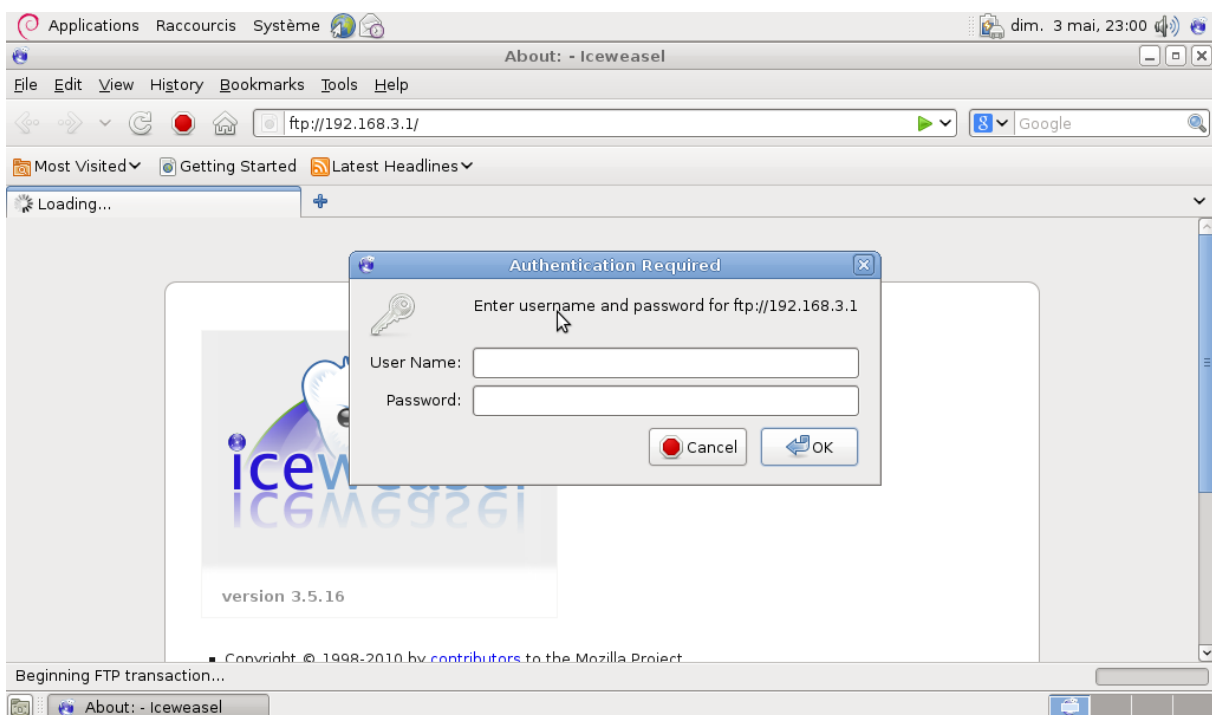 Applications Raccourcis Système dim. 3 mai, 23:00
About: - Iceweasel
File Edit View History Bookmarks Tools Help
ftp://192.168.3.1/ 8 Google
Most Visited Getting Started Latest Headlines
Loading...
Authentication Required
Enter username and password for ftp://192.168.3.1
User Name:
Password:
Cancel OK
icew
version 3.5.16
Copyright © 1998-2010 by contributors to the Mozilla Project
Beginning FTP transaction...
About: - Iceweasel